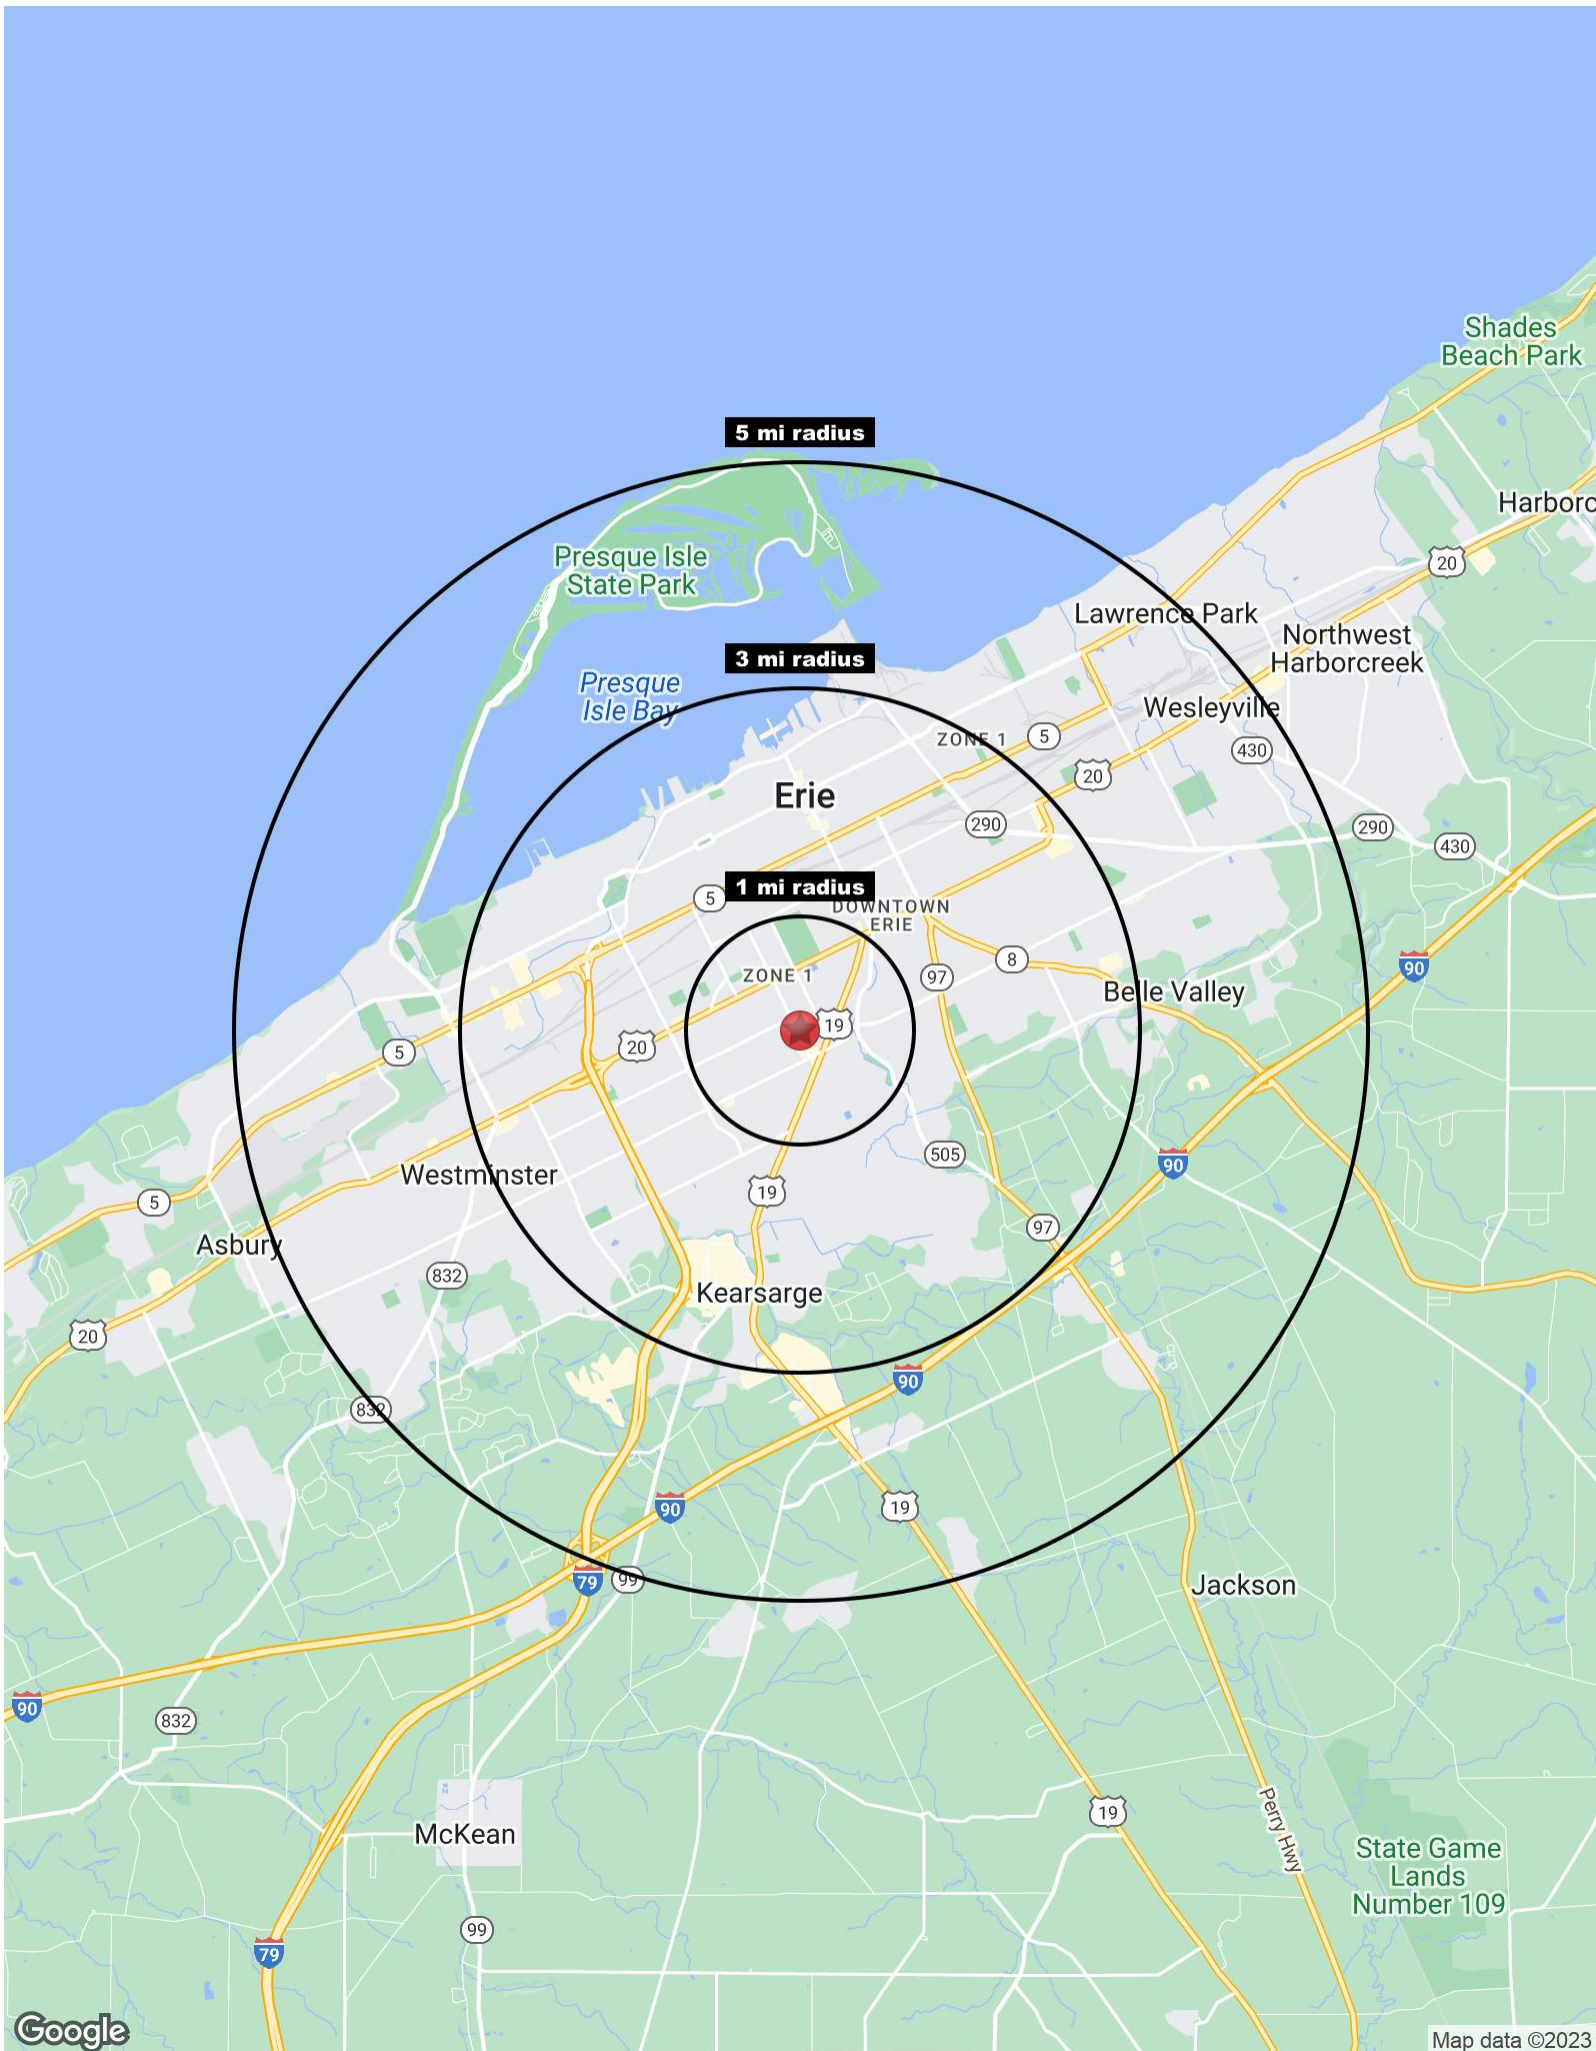 Shades
Beach Park
5 mi radius
Harborc
Presque Isle
State Park
20
Lawrence Park
Northwest
Harborcreek
3 mi radius
Presque
Isle Bay
Wesleyville
ZONE 1
5
430
20
Erie
290
290
430
1 mi radius
5
DOWNTOWN
ERIE
8
90
ZONE 1
97
Belle Valley
19
20
5
505
90
Westminster
19
5
97
Asbury
832
Kearsarge
20
90
832
90
19
79
99
Jackson
90
832
19
Perry Hwy
McKean
State Game
Lands
Number 109
99
79
Google
Map data ©2023